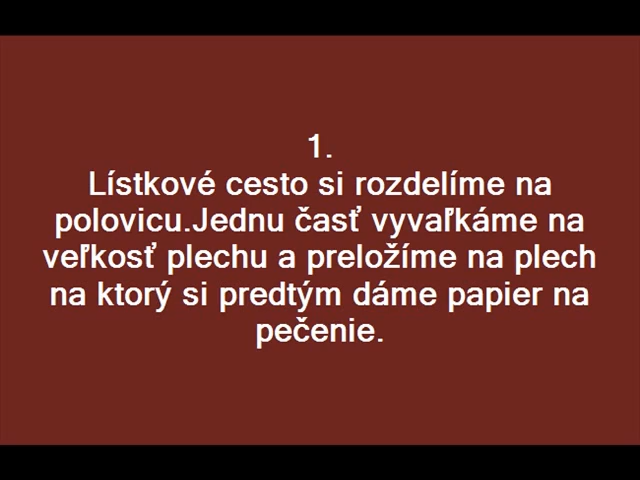 1.
Lístkové cesto si rozdelíme na
polovicu.Jednu časť vyvaľkáme na
veľkosť plechu a preložíme na plech
na ktorý si predtým dáme papier na
pečenie.